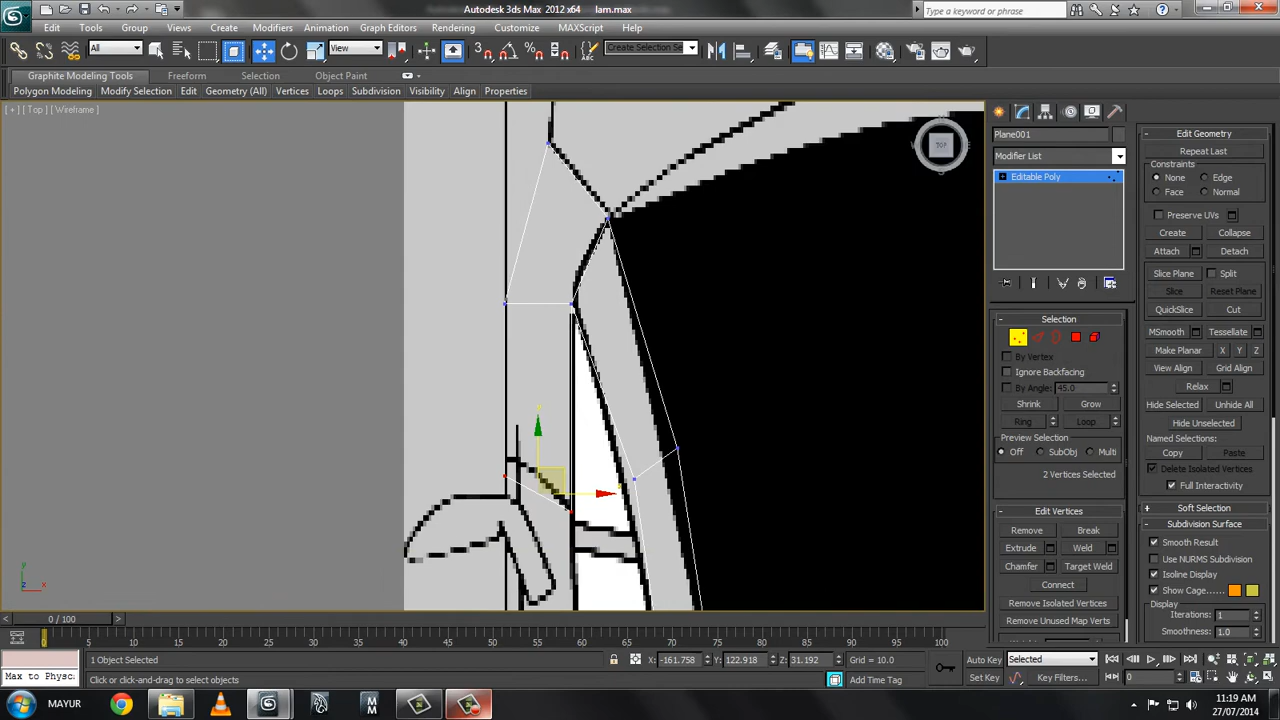 Autodesk 3ds Max 2012 x64 lam.max
Type a keyword or phrase
Edit Tools Group Views Create Modifiers Animation Graph Editors Rendering Customize MAXScript Help
All View Create Selection Se
Graphite Modeling Tools Freeform Selection Object Paint
Polygon Modeling Modify Selection Edit Geometry (All) Vertices Loops Subdivision Visibility Align Properties
[ + ] [ Top ] [ Wireframe ]
TOP
y
Plane001
Modifier List
Editable Poly
Selection
By Vertex
Ignore Backfacing
By Angle: 45.0
Shrink Grow
Ring Loop
Preview Selection
Off SubObj Multi
2 Vertices Selected
Edit Vertices
Remove Break
Extrude Weld
Chamfer Target Weld
Connect
Remove Isolated Vertices
Remove Unused Map Verts
Edit Geometry
Repeat Last
Constraints
None Edge
Face Normal
Preserve UVs
Create Collapse
Attach Detach
Slice Plane Split
Slice Reset Plane
QuickSlice Cut
MSmooth Tessellate
Make Planar X Y Z
View Align Grid Align
Relax
Hide Selected Unhide All
Hide Unselected
Named Selections:
Copy Paste
Delete Isolated Vertices
Full Interactivity
Soft Selection
Subdivision Surface
Smooth Result
Use NURMS Subdivision
Isoline Display
Show Cage......
Display
Iterations: 1
Smoothness: 1.0
z x
0 / 100
0 5 10 15 20 25 30 35 40 45 50 55 60 65 70 75 80 85 90 95 100
Max to Physc
1 Object Selected
Click or click-and-drag to select objects
X: -161.758 Y: 122.918 Z: 31.192 Grid = 10.0
Add Time Tag
Auto Key Selected
Set Key Key Filters...
0
MAYUR
11:19 AM
27/07/2014